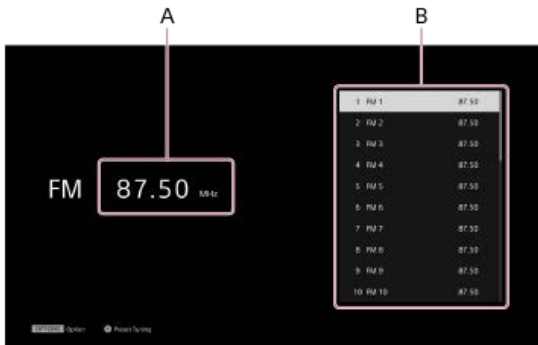 A
B
FM 87.50 MHz
1 FM 1 87.50
2 FM 2 87.50
3 FM 3 87.50
4 FM 4 87.50
5 FM 5 87.50
6 FM 6 87.50
7 FM 7 87.50
8 FM 8 87.50
9 FM 9 87.50
10 FM 10 87.50
OPTIONS Option Preset Tuning